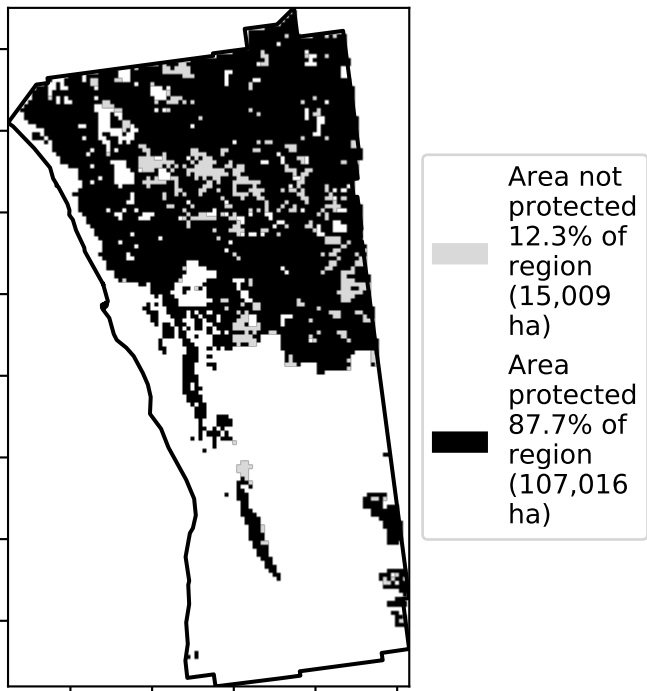 Area not
protected
12.3% of
region
(15,009
ha)
Area
protected
87.7% of
region
(107,016
ha)